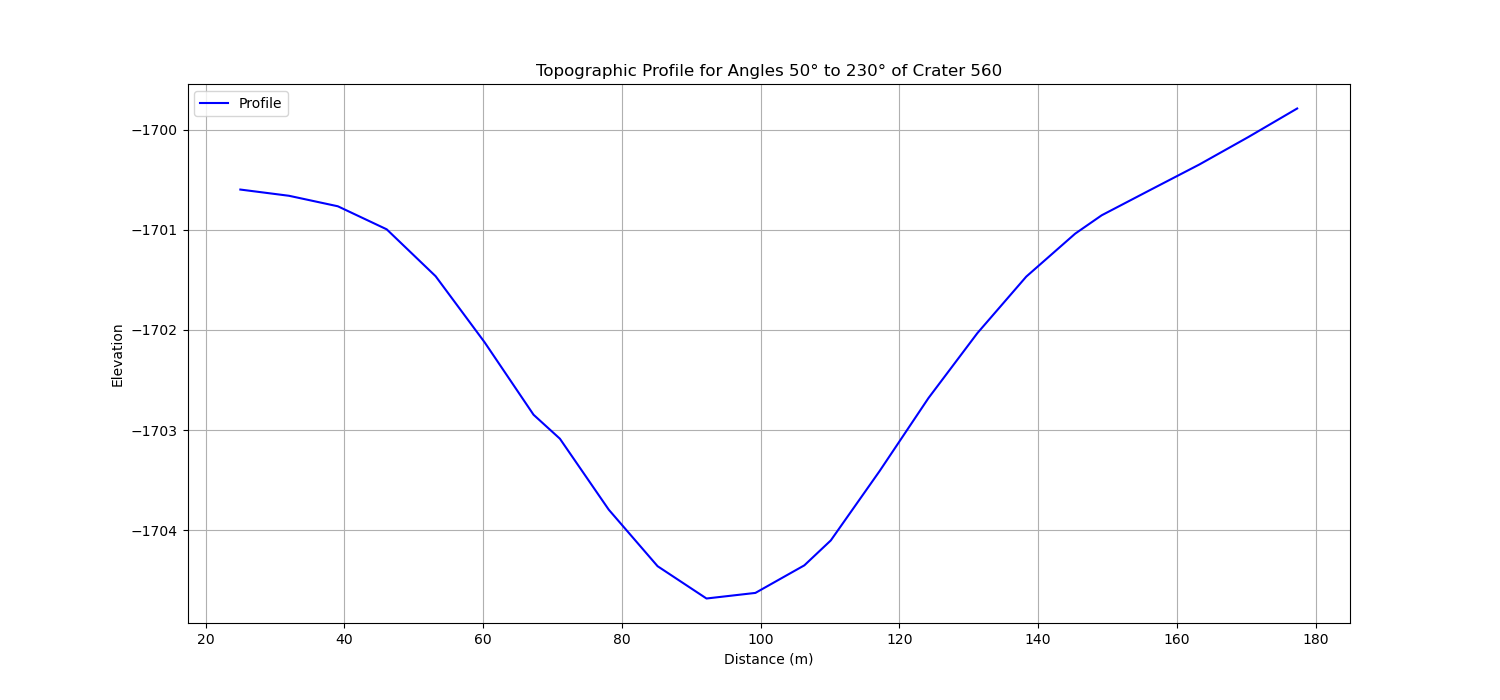 Topographic Profile for Angles 50° to 230° of Crater 560
Profile
−1700
−1701
−1702
−1703
−1704
Elevation
20 40 60 80 100 120 140 160 180
Distance (m)